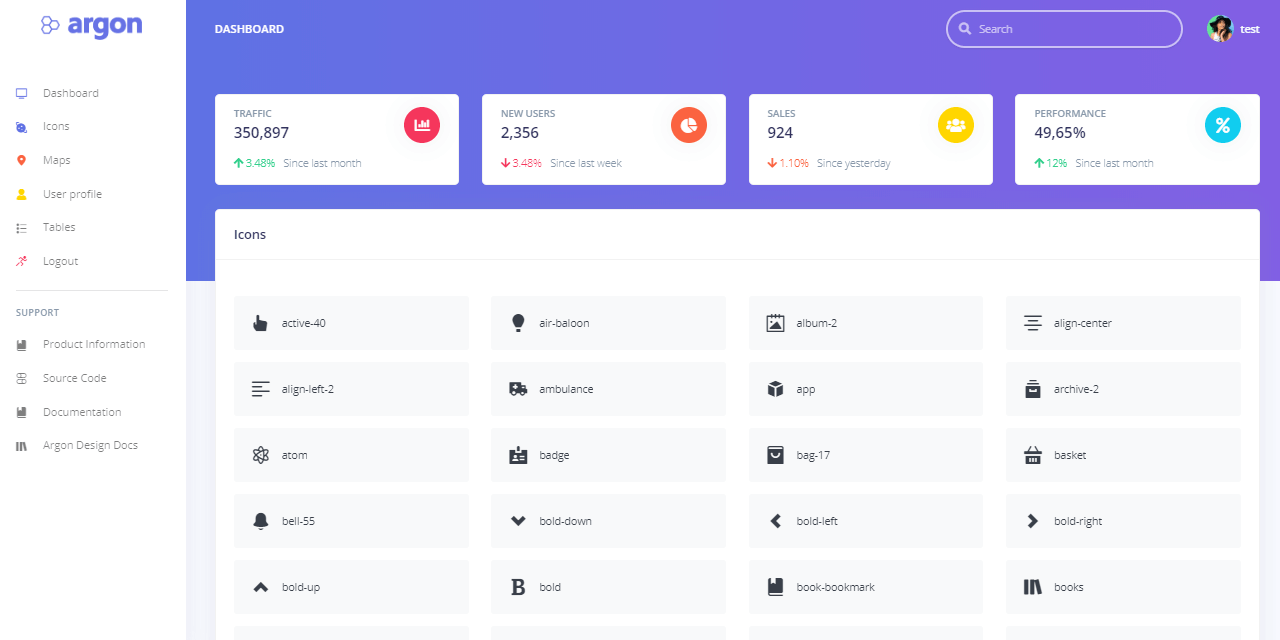 argon
DASHBOARD
Search
test
Dashboard
Icons
Maps
User profile
Tables
Logout
SUPPORT
Product Information
Source Code
Documentation
Argon Design Docs
TRAFFIC
350,897
3.48% Since last month
NEW USERS
2,356
3.48% Since last week
SALES
924
1.10% Since yesterday
PERFORMANCE
49,65%
12% Since last month
Icons
active-40
air-baloon
album-2
align-center
align-left-2
ambulance
app
archive-2
atom
badge
bag-17
basket
bell-55
bold-down
bold-left
bold-right
bold-up
bold
book-bookmark
books